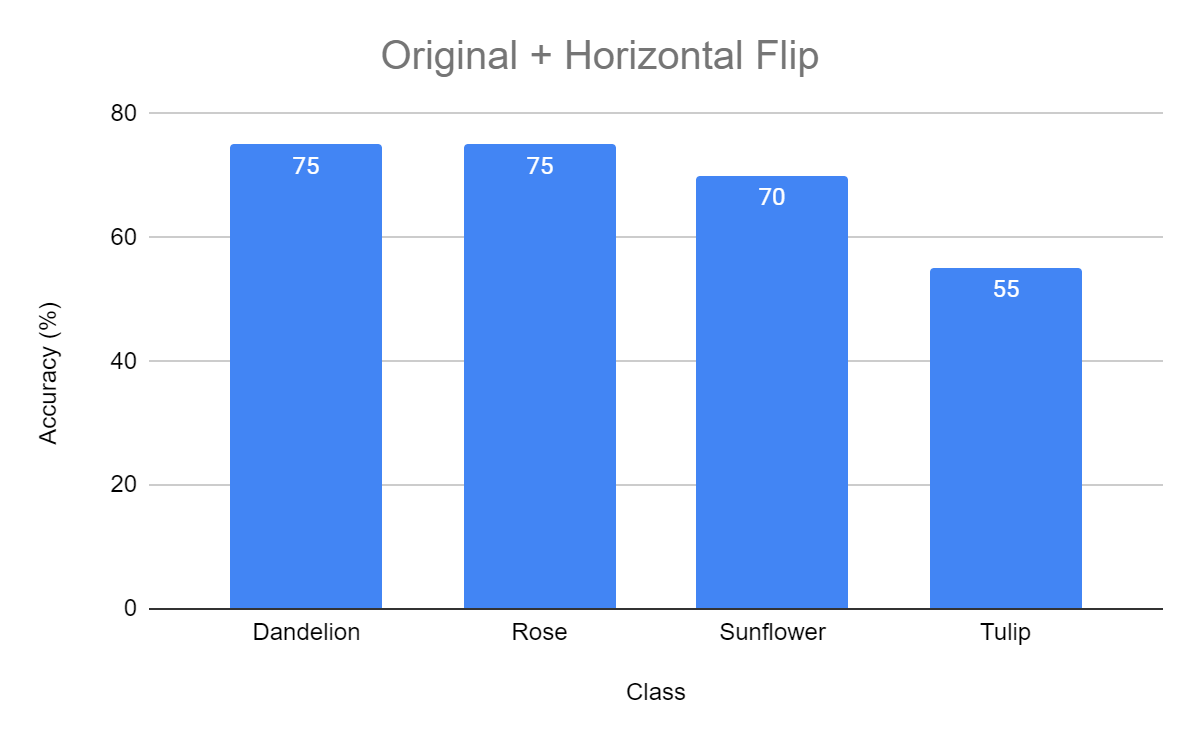 Original + Horizontal Flip
Accuracy (%)
80
60
40
20
0
75
75
70
55
Dandelion
Rose
Sunflower
Tulip
Class